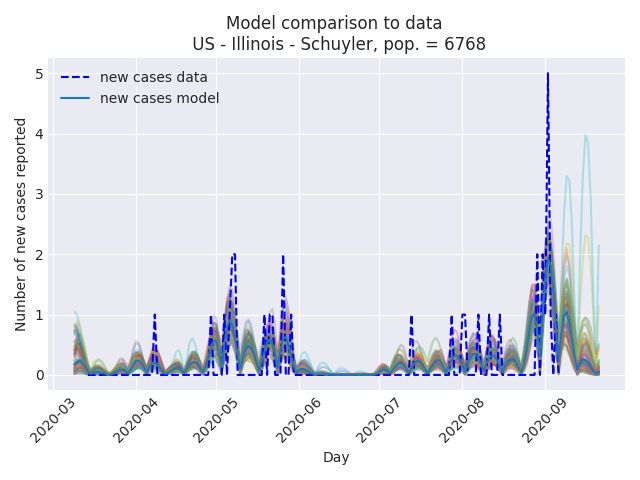 Model comparison to data
US - Illinois - Schuyler, pop. = 6768
new cases data
new cases model
Number of new cases reported
5
4
3
2
1
0
2020-03
2020-04
2020-05
2020-06
2020-07
2020-08
2020-09
Day